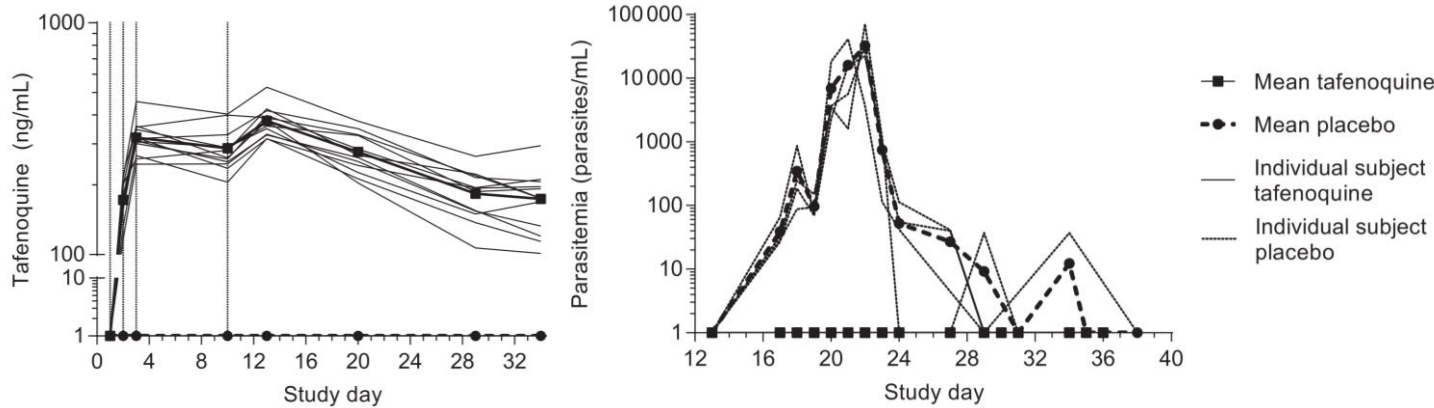 1000
100
10
1
Tafenoquine (ng/mL)
0 4 8 12 16 20 24 28 32
Study day
100 000
10 000
1000
100
10
1
Parasitemia (parasites/mL)
12 16 20 24 28 32 36 40
Study day
Mean tafenoquine
Mean placebo
Individual subject
tafenoquine
Individual subject
placebo